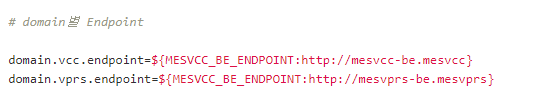 # domain별 Endpoint
domain.vcc.endpoint=${MESVCC_BE_ENDPOINT:http://mesvcc-be.mesvcc}
domain.vprs.endpoint=${MESVCC_BE_ENDPOINT:http://mesvprs-be.mesvprs}